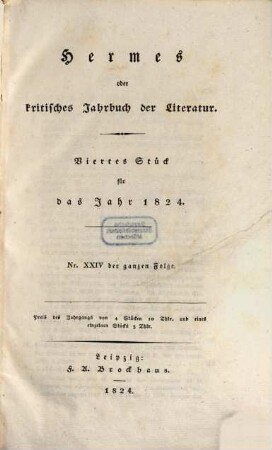 Hermes
oder
kritisches Jahrbuch der Literatur.
Viertes Stück
für
das Jahr 1824.
Nr. XXIV der ganzen Folge.
Preis des Jahrgangs von 4 Stücken 10 Thlr. und eines
einzelnen Stücks 3 Thlr.
Leipzig:
F. A. Brockhaus.
1824.